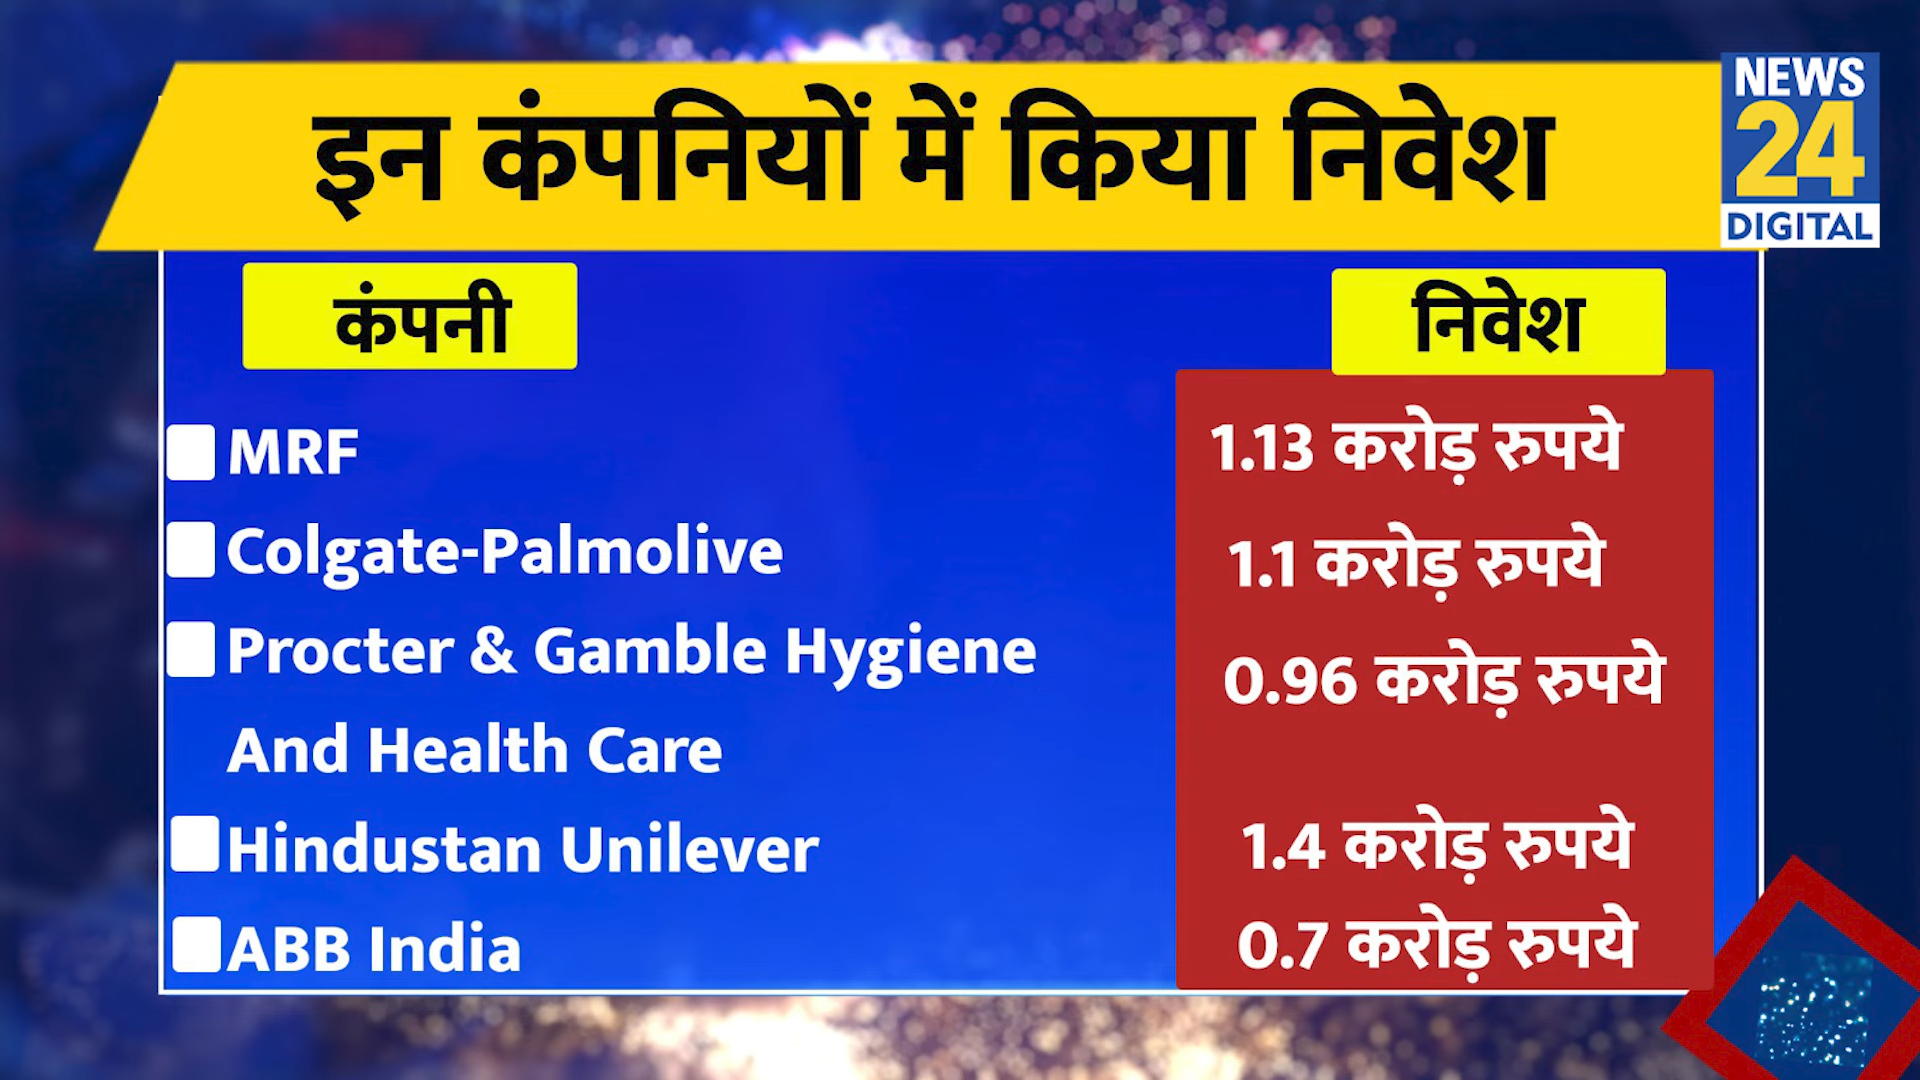 इन कंपनियों में किया निवेश
NEWS
24
DIGITAL
कंपनी निवेश
MRF 1.13 करोड़ रुपये
Colgate-Palmolive 1.1 करोड़ रुपये
Procter & Gamble Hygiene 0.96 करोड़ रुपये
And Health Care
Hindustan Unilever 1.4 करोड़ रुपये
ABB India 0.7 करोड़ रुपये